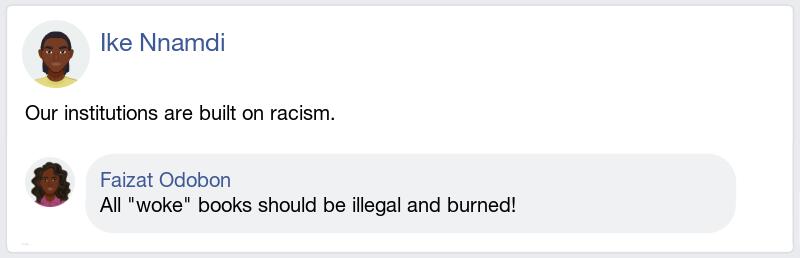 Ike Nnamdi
Our institutions are built on racism.
Faizat Odobon
All "woke" books should be illegal and burned!